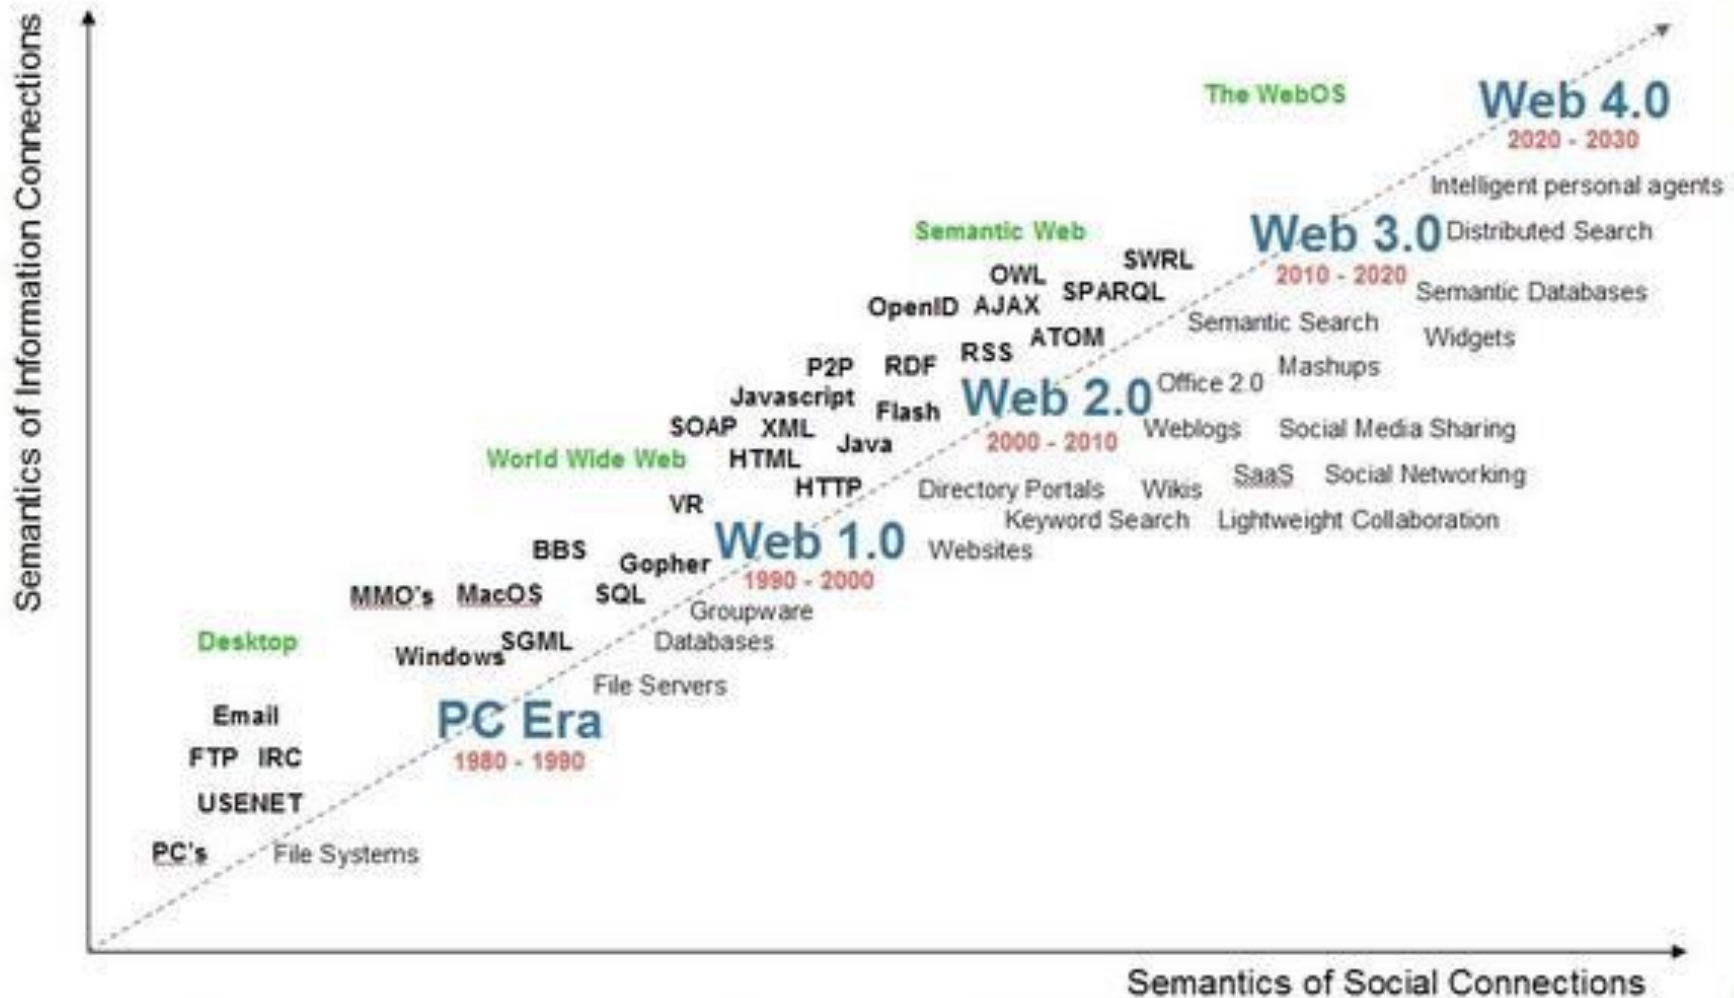 Semantics of Information Connections
The WebOS
Web 4.0
2020 - 2030
Intelligent personal agents
Semantic Web
Web 3.0
Distributed Search
2010 - 2020
SWRL
OWL
SPARQL
Semantic Databases
OpenID AJAX
Semantic Search
Widgets
ATOM
RSS
P2P RDF
Mashups
Office 2.0
Web 2.0
2000 - 2010
Javascript
Flash
SOAP XML
Java
Weblogs Social Media Sharing
World Wide Web
HTML
HTTP
SaaS Social Networking
Directory Portals Wikis
VR
Keyword Search Lightweight Collaboration
Web 1.0
1990 - 2000
Websites
BBS
Gopher
MMO's MacOS SQL
Groupware
Desktop
SGML
Databases
Windows
File Servers
Email
PC Era
1980 - 1990
FTP IRC
USENET
PC's
File Systems
Semantics of Social Connections